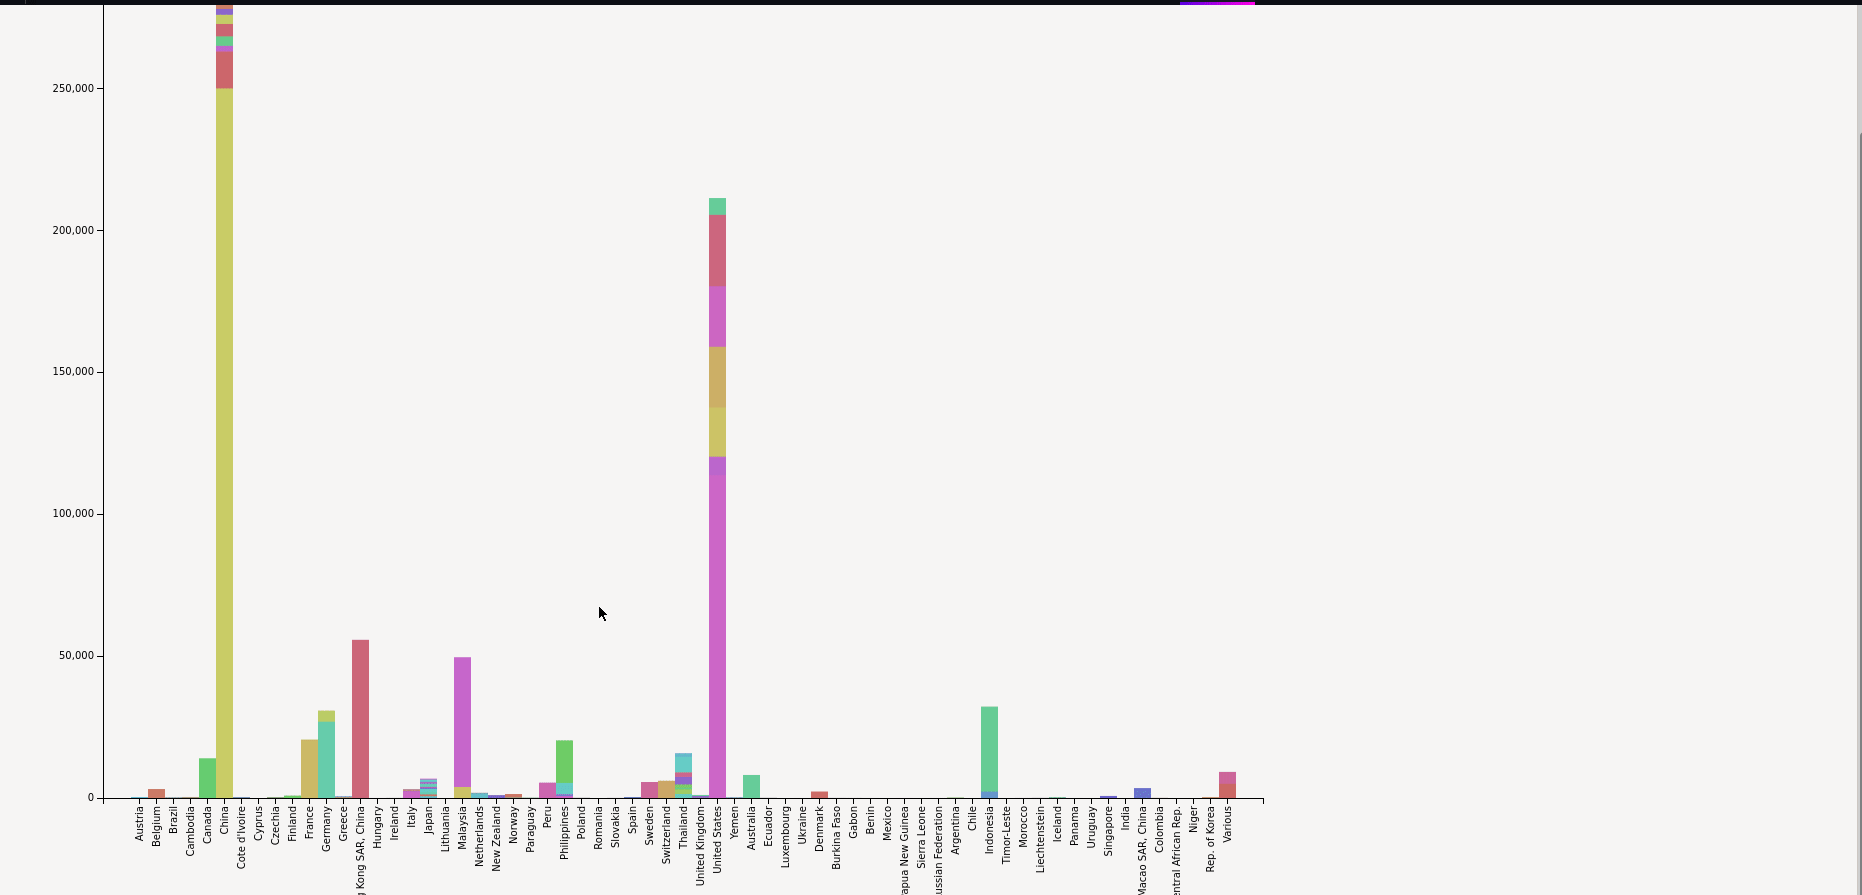 250,000
200,000
150,000
100,000
50,000
0
Austria
Belgium
Brazil
Cambodia
Canada
China
Cote d'Ivoire
Cyprus
Czechia
Finland
France
Germany
Greece
Kong SAR, China
Hungary
Ireland
Italy
Japan
Lithuania
Malaysia
Netherlands
New Zealand
Norway
Paraguay
Peru
Philippines
Poland
Romania
Slovakia
Spain
Sweden
Switzerland
Thailand
United Kingdom
United States
Yemen
Australia
Ecuador
Luxembourg
Ukraine
Denmark
Burkina Faso
Gabon
Benin
Mexico
apua New Guinea
Sierra Leone
ussian Federation
Argentina
Chile
Indonesia
Timor-Leste
Morocco
Liechtenstein
Iceland
Panama
Uruguay
Singapore
India
Macao SAR, China
Colombia
entral African Rep.
Niger
Rep. of Korea
Various